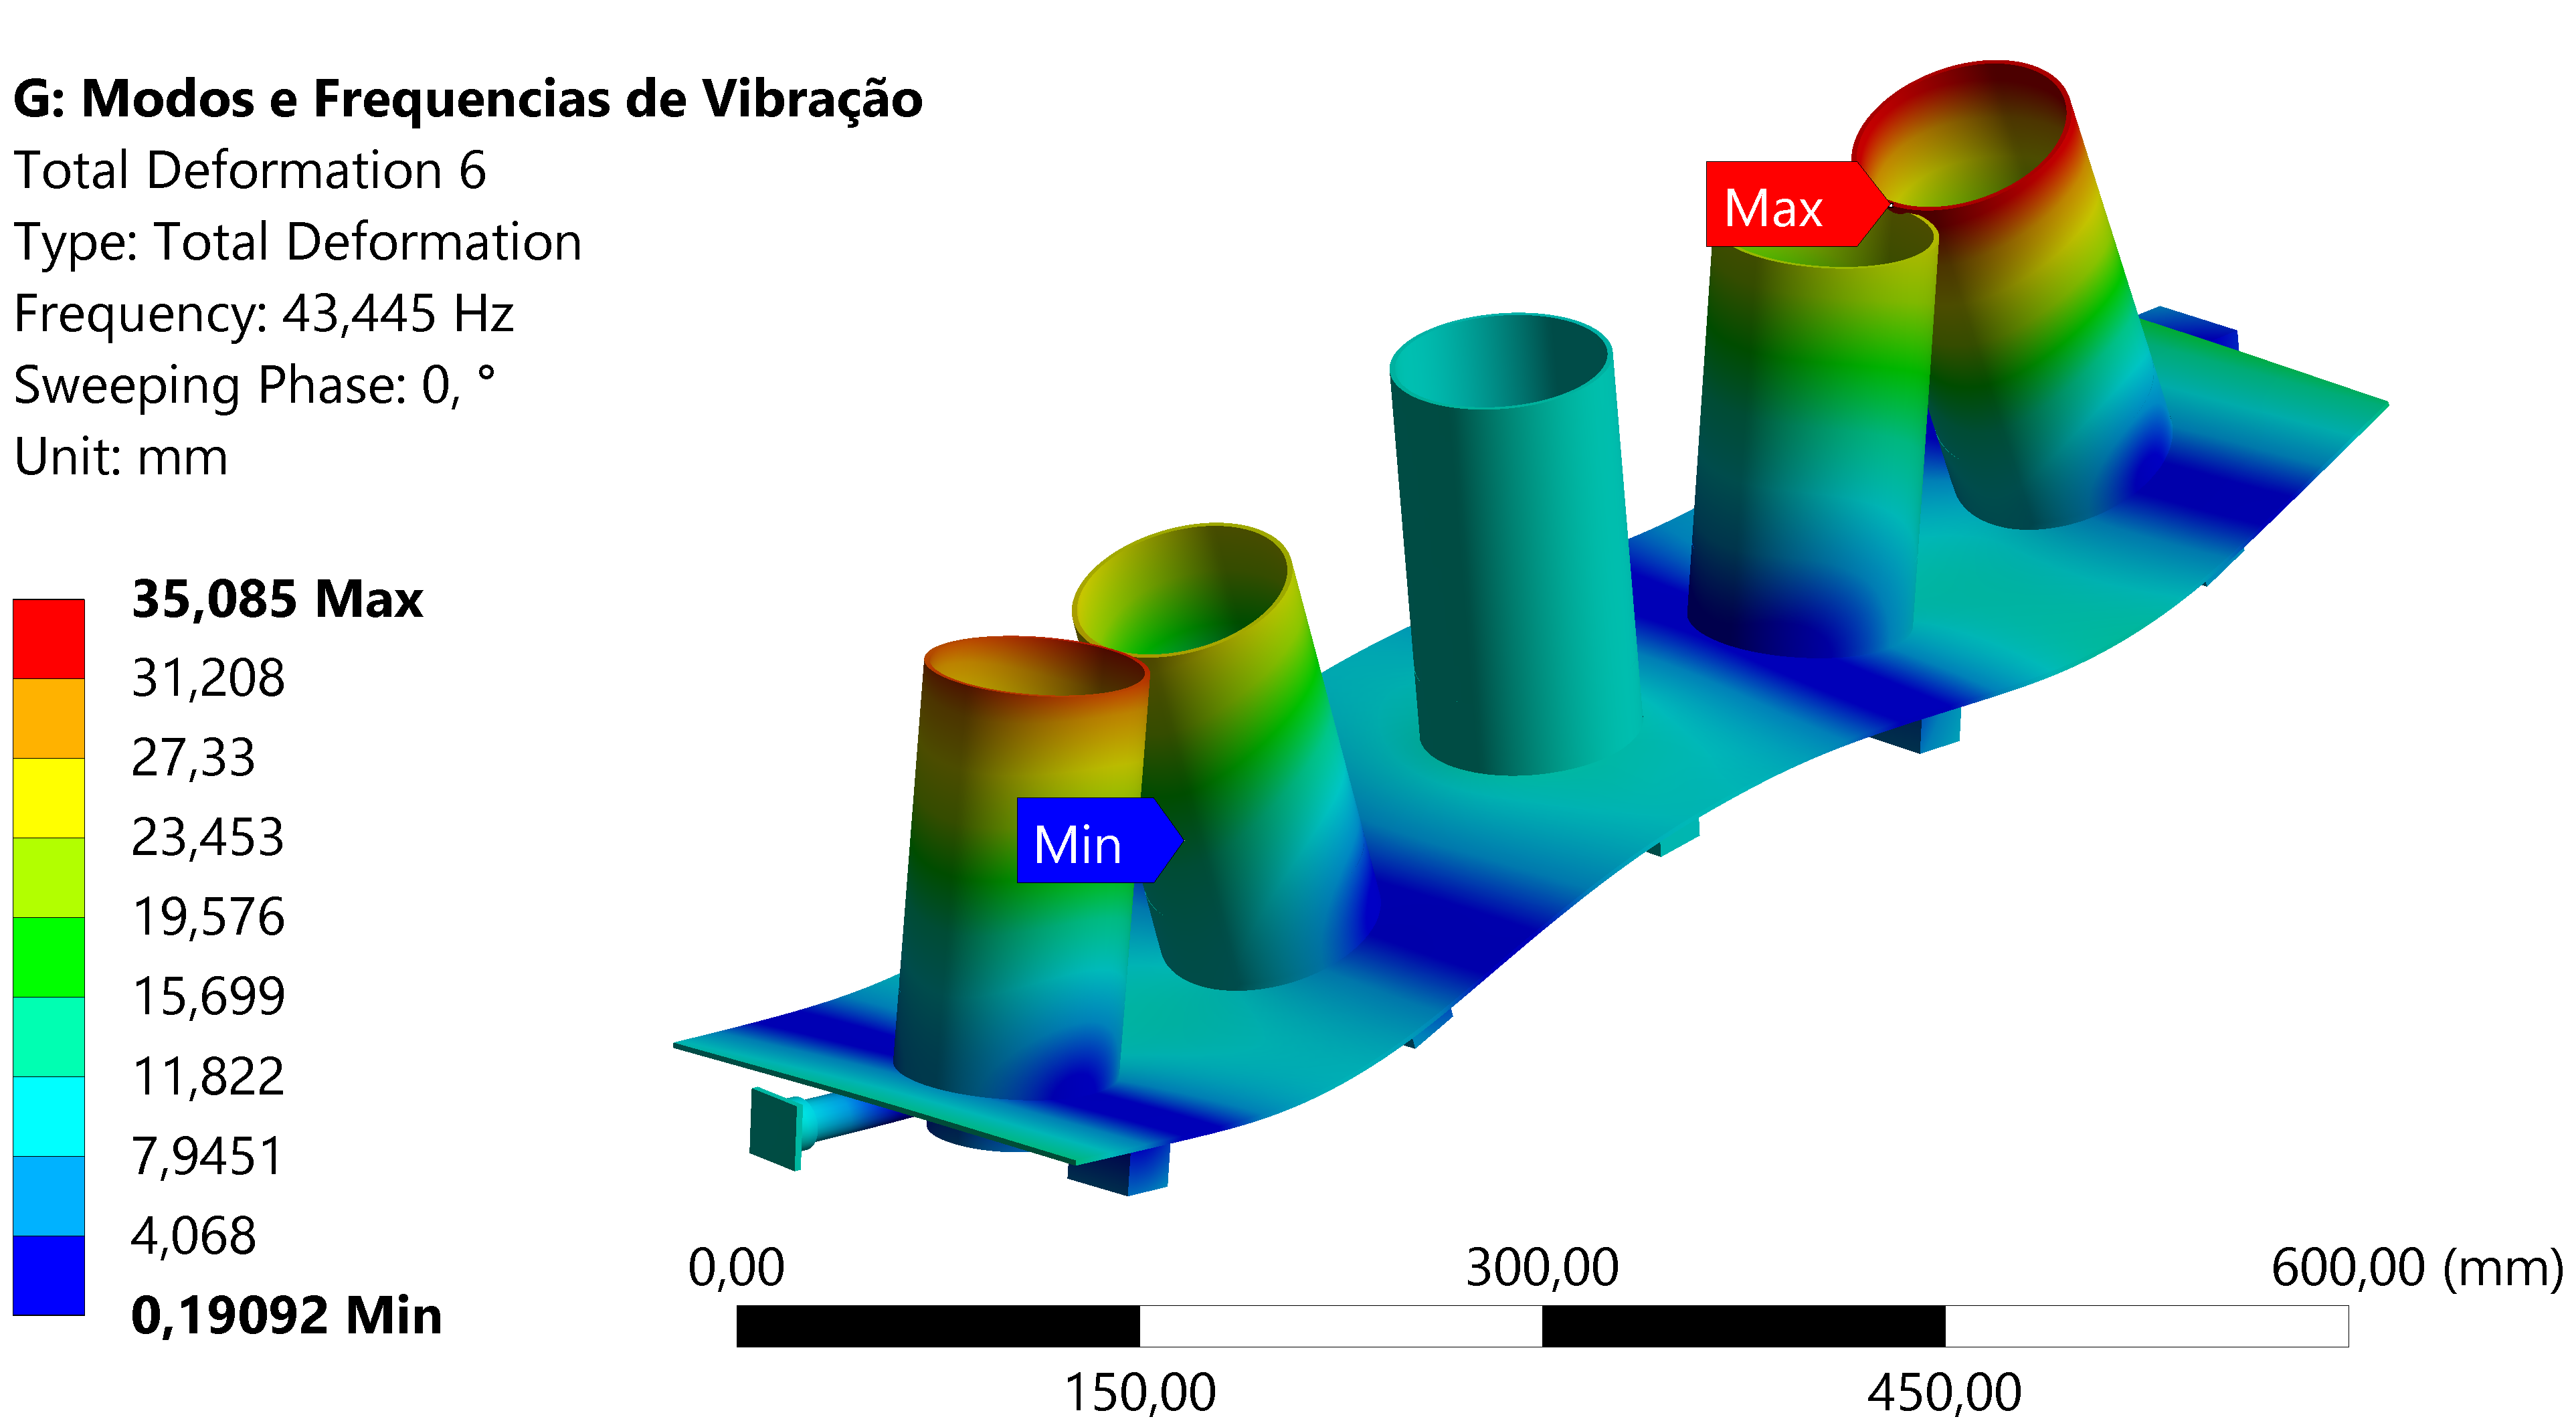 G: Modos e Frequencias de Vibração
Total Deformation 6
Type: Total Deformation
Frequency: 43,445 Hz
Sweeping Phase: 0, °
Unit: mm
35,085 Max
31,208
27,33
23,453
19,576
15,699
11,822
7,9451
4,068
0,19092 Min
Max
Min
0,00 300,00 600,00 (mm)
150,00 450,00